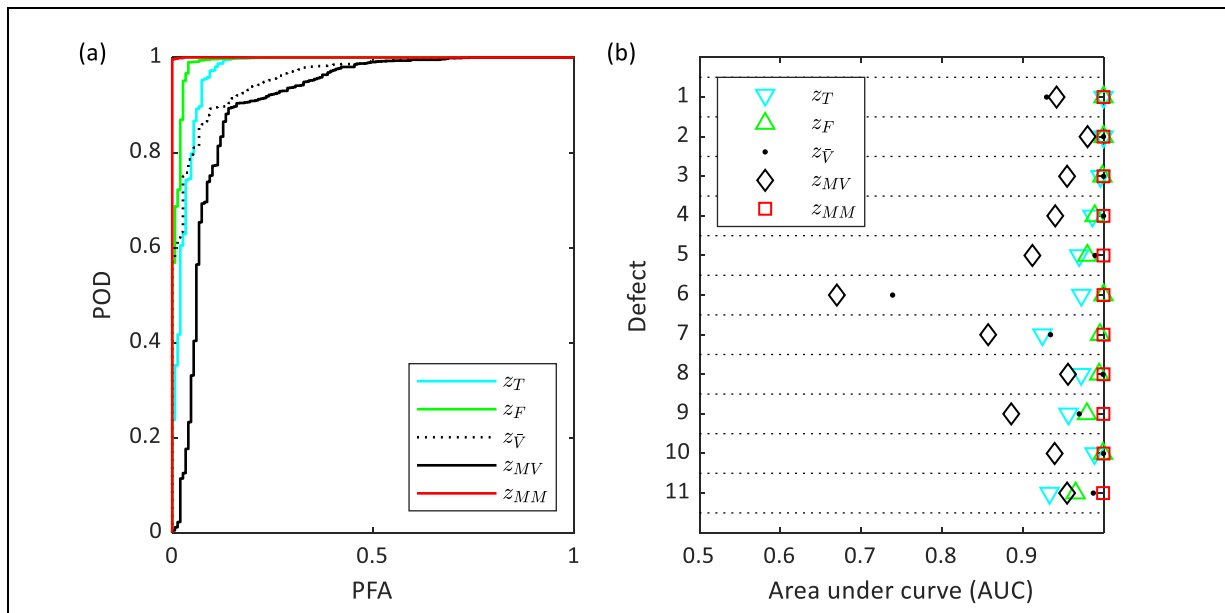 (a)
1
0.8
0.6
0.4
0.2
0
POD
0
0.5
1
PFA
z_T
z_F
z_V̄
z_MV
z_MM
(b)
1
2
3
4
5
6
7
8
9
10
11
Defect
0.5
0.6
0.7
0.8
0.9
Area under curve (AUC)
z_T
z_F
z_V̄
z_MV
z_MM